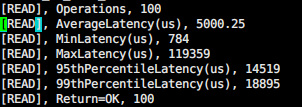 [READ], Operations, 100
[READ], AverageLatency(us), 5000.25
[READ], MinLatency(us), 784
[READ], MaxLatency(us), 119359
[READ], 95thPercentileLatency(us), 14519
[READ], 99thPercentileLatency(us), 18895
[READ], Return=OK, 100